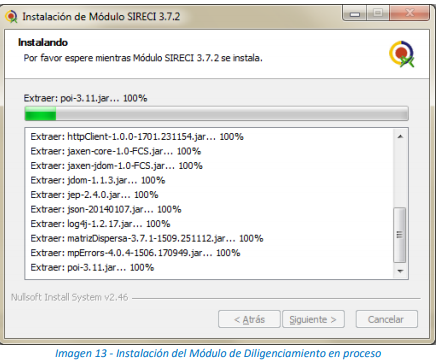 Instalación de Módulo SIRECI 3.7.2
Instalando
Por favor espere mientras Módulo SIRECI 3.7.2 se instala.
Extraer: poi-3.11.jar... 100%
Extraer: httpClient-1.0.0-1701.231154.jar... 100%
Extraer: jaxen-core-1.0-FCS.jar... 100%
Extraer: jaxen-jdom-1.0-FCS.jar... 100%
Extraer: jdom-1.1.3.jar... 100%
Extraer: jep-2.4.0.jar... 100%
Extraer: json-20140107.jar... 100%
Extraer: log4j-1.2.17.jar... 100%
Extraer: matrizDispersa-3.7.1-1509.251112.jar... 100%
Extraer: mpErrors-4.0.4-1506.170949.jar... 100%
Extraer: poi-3.11.jar... 100%
Nullsoft Install System v2.46
< Atrás
Siguiente >
Cancelar
Imagen 13 - Instalación del Módulo de Diligenciamiento en proceso